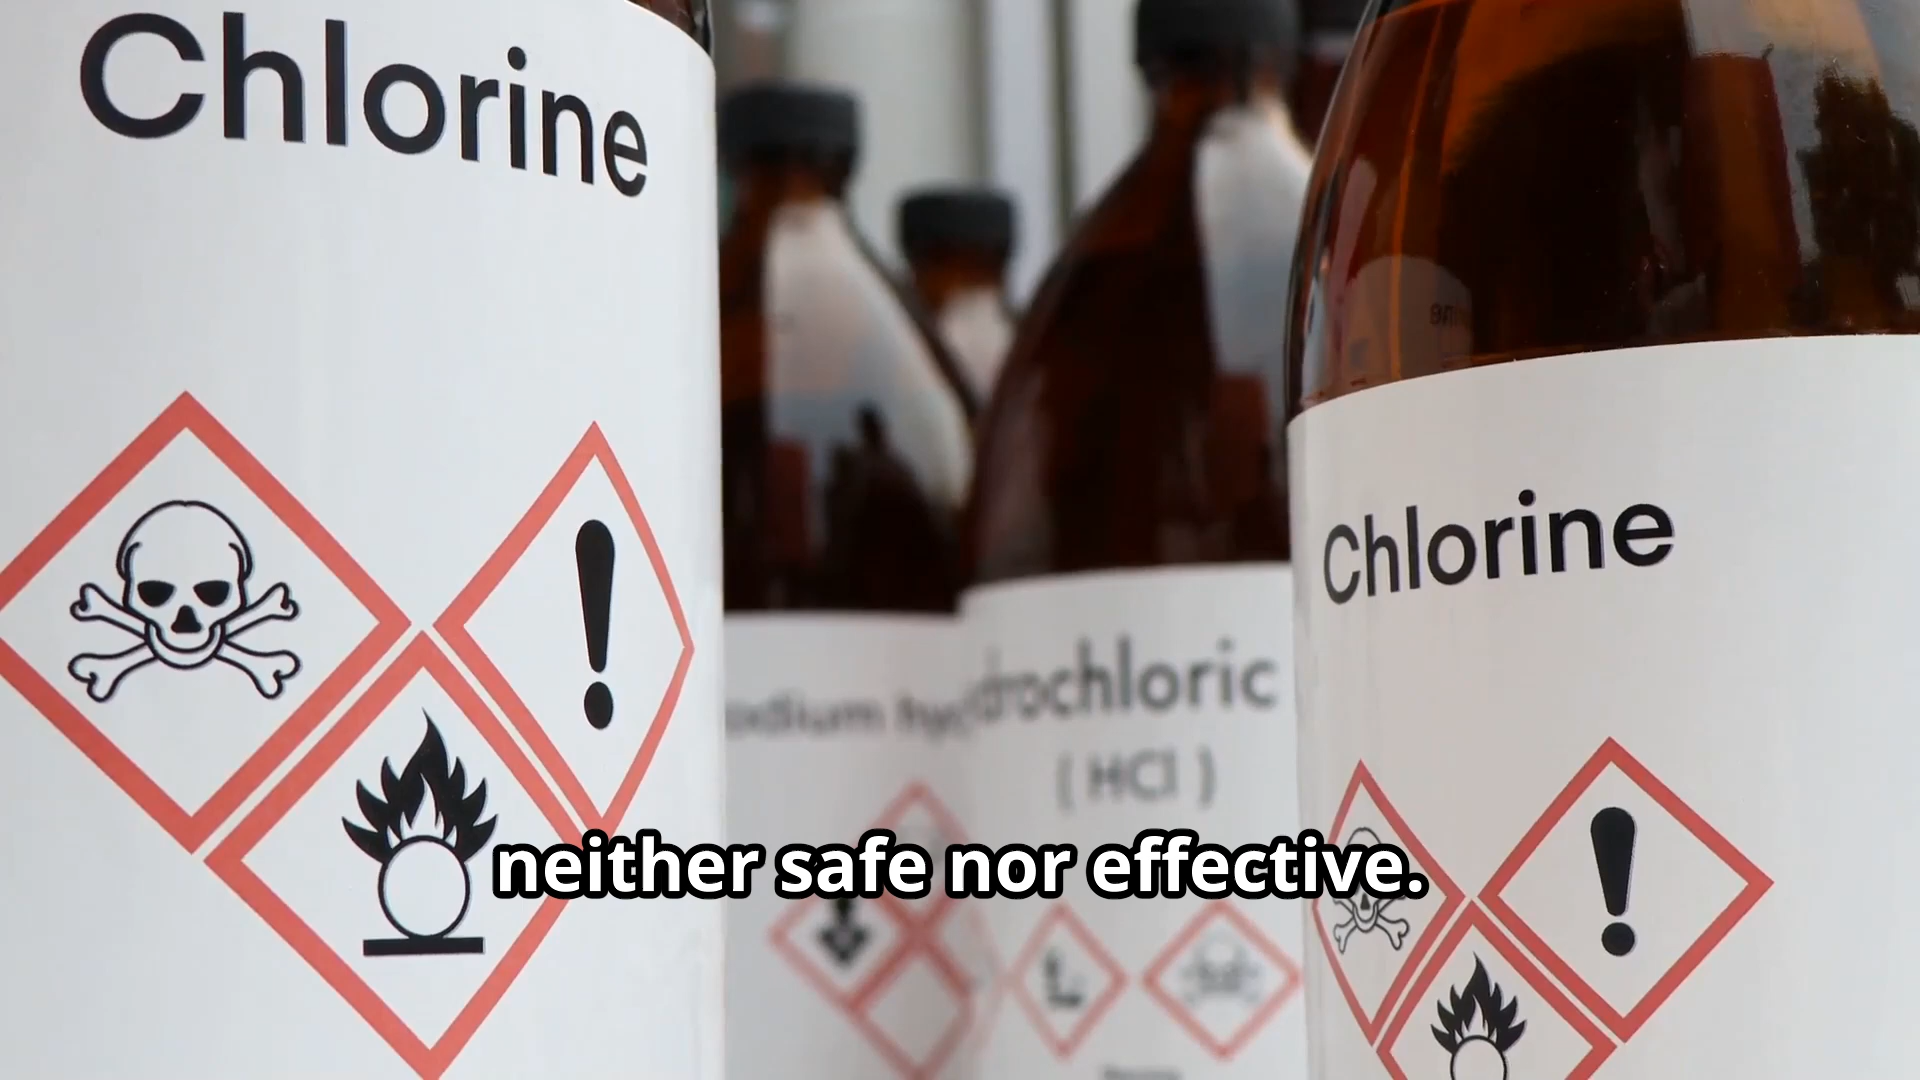 Chlorine
Chlorine
drochloric
( HCl )
neither safe nor effective.